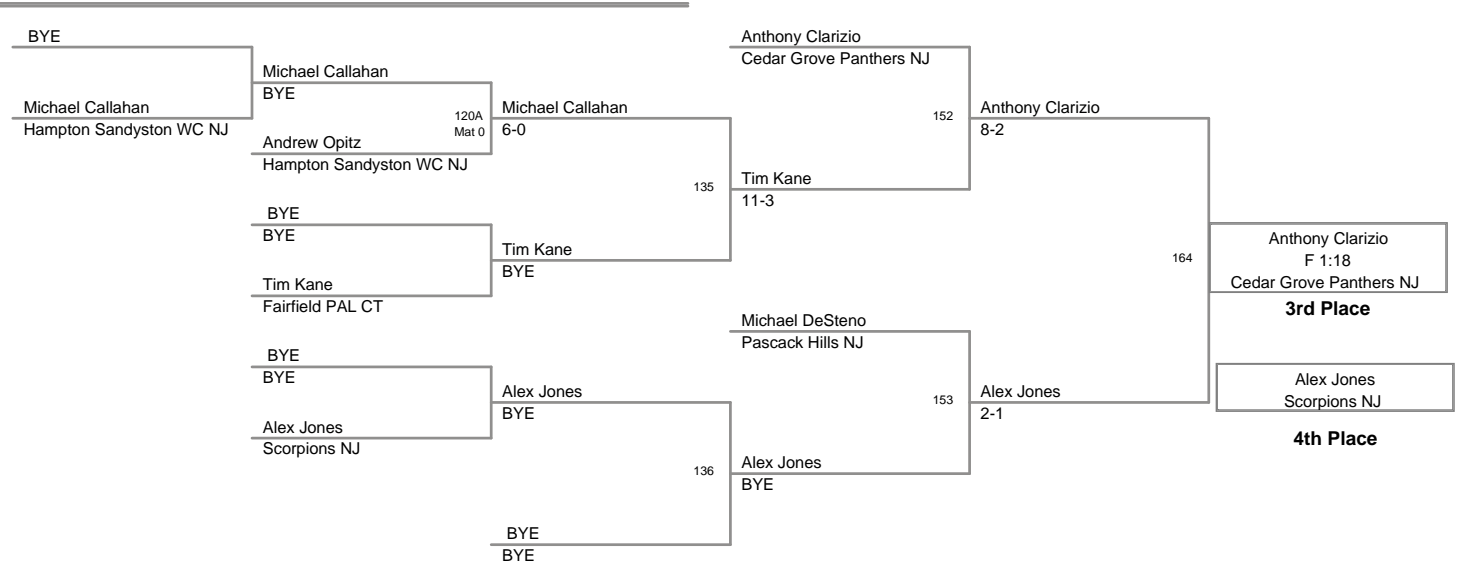 BYE
Michael Callahan
Hampton Sandyston WC NJ
Michael Callahan
BYE
Andrew Opitz
Hampton Sandyston WC NJ
120A
Mat 0
BYE
BYE
Tim Kane
Fairfield PAL CT
BYE
BYE
Alex Jones
Scorpions NJ
Michael Callahan
6-0
Tim Kane
BYE
135
Alex Jones
BYE
BYE
BYE
136
Anthony Clarizio
Cedar Grove Panthers NJ
Tim Kane
11-3
152
Michael DeSteno
Pascack Hills NJ
Alex Jones
BYE
153
Anthony Clarizio
8-2
Alex Jones
2-1
164
Anthony Clarizio
F 1:18
Cedar Grove Panthers NJ
3rd Place
Alex Jones
Scorpions NJ
4th Place